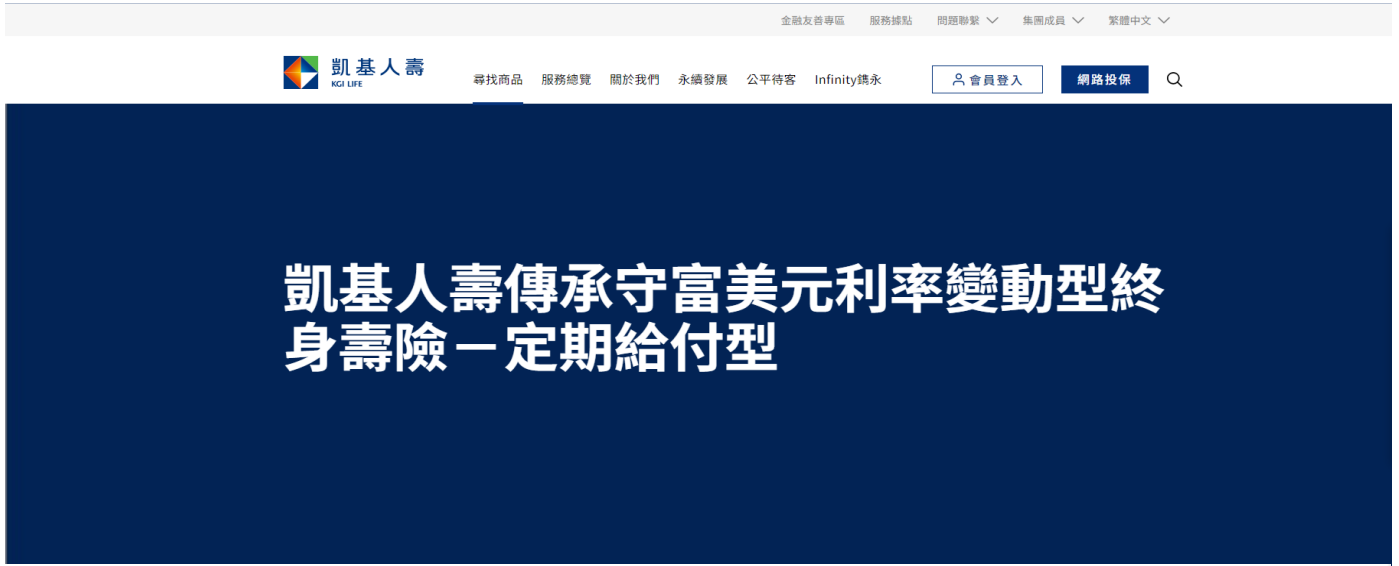 金融友善專區 服務據點 問題聯繫 集團成員 繁體中文
凱基人壽
KGI LIFE
尋找商品 服務總覽 關於我們 永續發展 公平待客 Infinity鐫永 會員登入 網路投保
凱基人壽傳承守富美元利率變動型終
身壽險－定期給付型